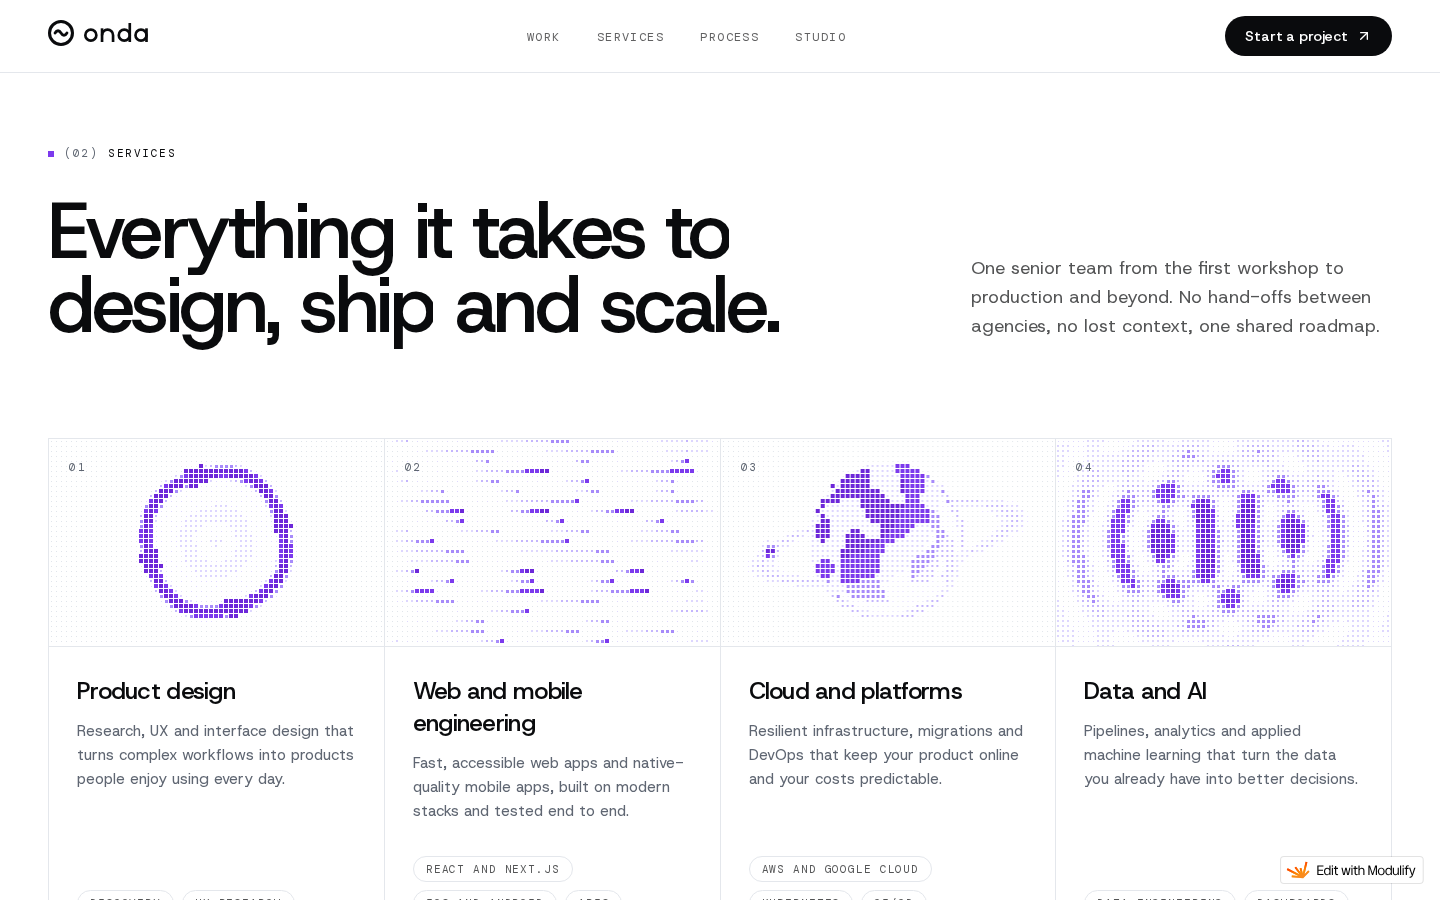 onda
WORK
SERVICES
PROCESS
STUDIO
Start a project
(02) SERVICES
Everything it takes to
design, ship and scale.
One senior team from the first workshop to
production and beyond. No hand-offs between
agencies, no lost context, one shared roadmap.
01
02
03
04
Product design
Research, UX and interface design that
turns complex workflows into products
people enjoy using every day.
Web and mobile
engineering
Fast, accessible web apps and native-
quality mobile apps, built on modern
stacks and tested end to end.
REACT AND NEXT.JS
Cloud and platforms
Resilient infrastructure, migrations and
DevOps that keep your product online
and your costs predictable.
AWS AND GOOGLE CLOUD
Data and AI
Pipelines, analytics and applied
machine learning that turn the data
you already have into better decisions.
Edit with Modulify